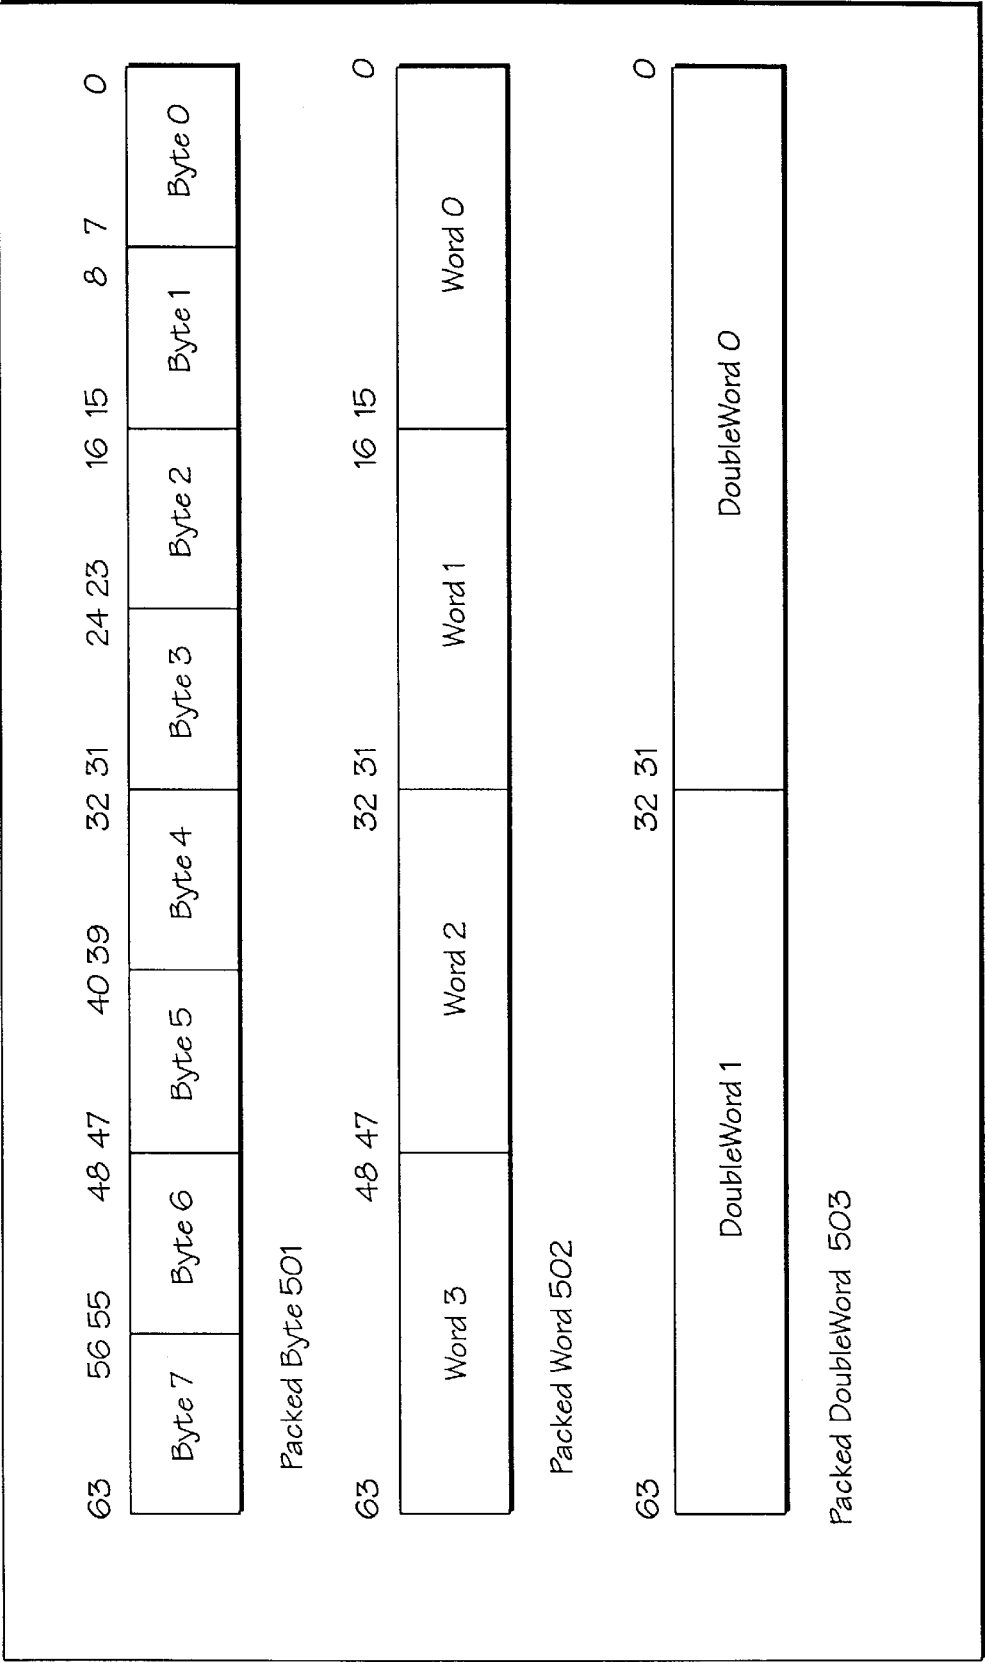 63 56 55 48 47 40 39 32 31 24 23 16 15 8 7 0
Byte 7 Byte 6 Byte 5 Byte 4 Byte 3 Byte 2 Byte 1 Byte 0
Packed Byte 501
63 48 47 32 31 16 15 0
Word 3 Word 2 Word 1 Word 0
Packed Word 502
63 32 31 0
DoubleWord 1 DoubleWord 0
Packed DoubleWord 503